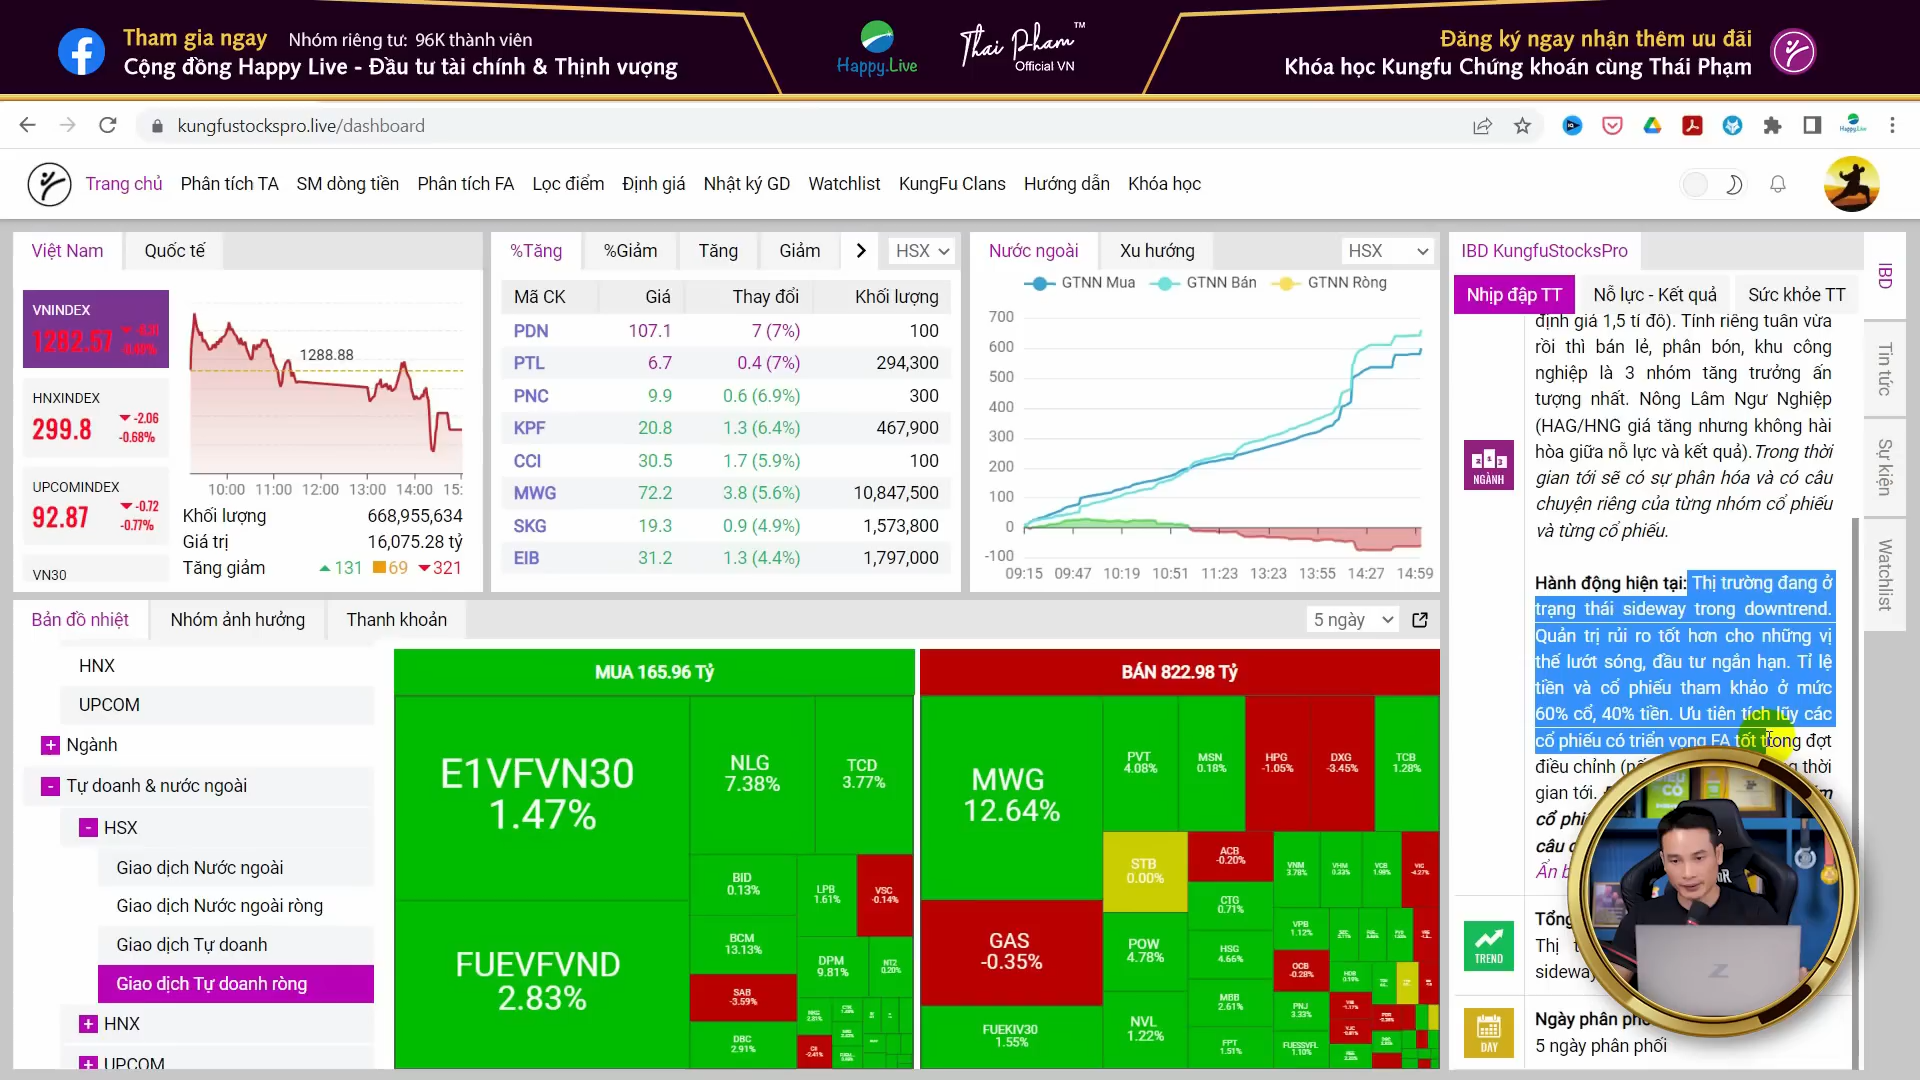 Tham gia ngay Nhóm riêng tư: 96K thành viên
Cộng đồng Happy Live - Đầu tư tài chính & Thịnh vượng
Happy.Live
Thai Pham™
Official VN
Đăng ký ngay nhận thêm ưu đãi
Khóa học Kungfu Chứng khoán cùng Thái Phạm
kungfustockspro.live/dashboard
Trang chủ Phân tích TA SM dòng tiền Phân tích FA Lọc điểm Định giá Nhật ký GD Watchlist KungFu Clans Hướng dẫn Khóa học
Việt Nam Quốc tế
VNINDEX
1282.57
HNXINDEX
299.8 -2.06
-0.68%
UPCOMINDEX
92.87 -0.72
-0.77%
VN30
1288.88
10:00 11:00 12:00 13:00 14:00 15:
Khối lượng 668,955,634
Giá trị 16,075.28 tỷ
Tăng giảm 131 69 321
%Tăng %Giảm Tăng Giảm HSX
Mã CK Giá Thay đổi Khối lượng
PDN 107.1 7 (7%) 100
PTL 6.7 0.4 (7%) 294,300
PNC 9.9 0.6 (6.9%) 300
KPF 20.8 1.3 (6.4%) 467,900
CCI 30.5 1.7 (5.9%) 100
MWG 72.2 3.8 (5.6%) 10,847,500
SKG 19.3 0.9 (4.9%) 1,573,800
EIB 31.2 1.3 (4.4%) 1,797,000
Nước ngoài Xu hướng HSX
GTNN Mua GTNN Bán GTNN Ròng
700
600
500
400
300
200
100
0
-100
09:15 09:47 10:19 10:51 11:23 13:23 13:55 14:27 14:59
IBD KungfuStocksPro
Nhịp đập TT Nỗ lực - Kết quả Sức khỏe TT
định giá 1,5 tỉ đô). Tính riêng tuần vừa
rồi thì bán lẻ, phân bón, khu công
nghiệp là 3 nhóm tăng trưởng ấn
tượng nhất. Nông Lâm Ngư Nghiệp
(HAG/HNG giá tăng nhưng không hài
hòa giữa nỗ lực và kết quả).Trong thời
gian tới sẽ có sự phân hóa và có câu
chuyện riêng của từng nhóm cổ phiếu
và từng cổ phiếu.
NGÀNH
Hành động hiện tại: Thị trường đang ở
trạng thái sideway trong downtrend.
Quản trị rủi ro tốt hơn cho những vị
thế lướt sóng, đầu tư ngắn hạn. Tỉ lệ
tiền và cổ phiếu tham khảo ở mức
60% cổ, 40% tiền. Ưu tiên tích lũy các
cổ phiếu có triển vọng FA tốt trong đợt
điều chỉnh thời
gian tới.
cổ
câu
TREND
Thị
sideway
DAY
Ngày phân
5 ngày phân phối
IBD
Tin tức
Sự kiện
Watchlist
Bản đồ nhiệt Nhóm ảnh hưởng Thanh khoản 5 ngày
HNX
UPCOM
Ngành
Tự doanh & nước ngoài
HSX
Giao dịch Nước ngoài
Giao dịch Nước ngoài ròng
Giao dịch Tự doanh
Giao dịch Tự doanh ròng
HNX
UPCOM
MUA 165.96 Tỷ
E1VFVN30
1.47%
FUEVFVND
2.83%
NLG
7.38%
TCD
3.77%
BID
0.13%
LPB
1.61%
VSC
-0.14%
BCM
13.13%
DPM
9.81%
NT2
0.20%
SAB
-3.59%
DBC
2.91%
BÁN 822.98 Tỷ
MWG
12.64%
GAS
-0.35%
FUEKIV30
1.55%
PVT
4.08%
MSN
0.18%
HPG
-1.05%
DXG
-3.45%
TCB
1.28%
STB
0.00%
ACB
-0.20%
CTG
0.71%
VNM
3.78%
VHM
0.33%
VCB
1.98%
VIC
-4.27%
POW
4.78%
HSG
4.66%
VPB
1.12%
OCB
-0.28%
NVL
1.22%
MBB
2.61%
PNJ
3.33%
FPT
1.51%
FUESSVFL
1.10%